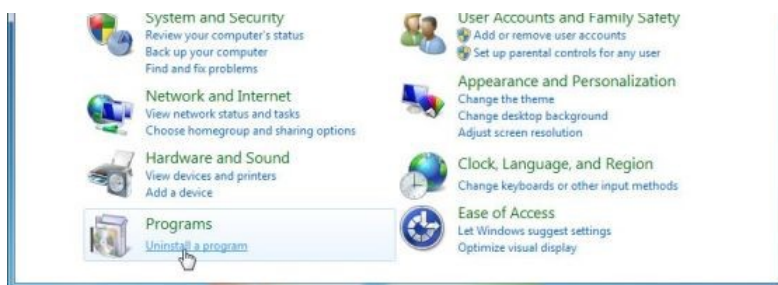 System and Security
Review your computer's status
Back up your computer
Find and fix problems
Network and Internet
View network status and tasks
Choose homegroup and sharing options
Hardware and Sound
View devices and printers
Add a device
Programs
Uninstall a program
User Accounts and Family Safety
Add or remove user accounts
Set up parental controls for any user
Appearance and Personalization
Change the theme
Change desktop background
Adjust screen resolution
Clock, Language, and Region
Change keyboards or other input methods
Ease of Access
Let Windows suggest settings
Optimize visual display